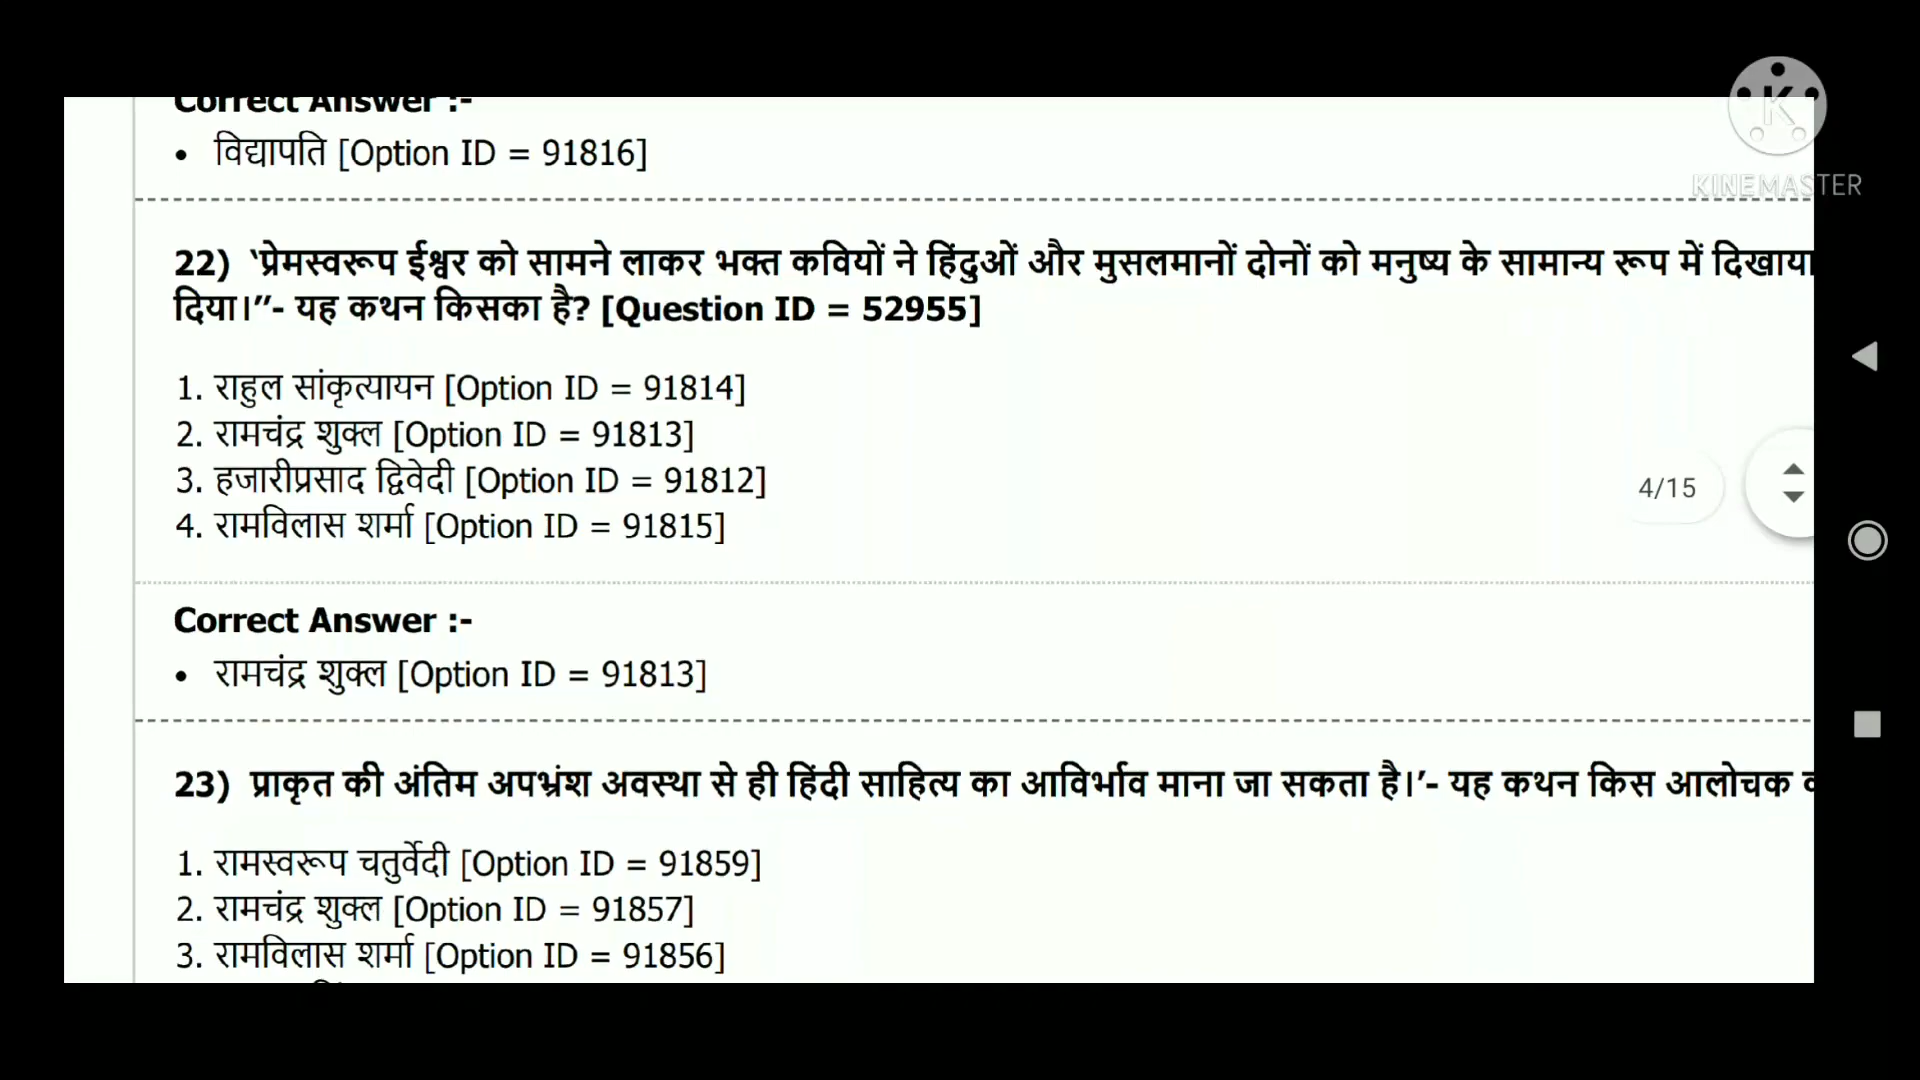 Correct Answer :-
• विद्यापति [Option ID = 91816]
KINEMASTER
22) ‘प्रेमस्वरूप ईश्वर को सामने लाकर भक्त कवियों ने हिंदुओं और मुसलमानों दोनों को मनुष्य के सामान्य रूप में दिखाया
दिया।”- यह कथन किसका है? [Question ID = 52955]
1. राहुल सांकृत्यायन [Option ID = 91814]
2. रामचंद्र शुक्ल [Option ID = 91813]
3. हजारीप्रसाद द्विवेदी [Option ID = 91812]
4/15
4. रामविलास शर्मा [Option ID = 91815]
Correct Answer :-
• रामचंद्र शुक्ल [Option ID = 91813]
23) प्राकृत की अंतिम अपभ्रंश अवस्था से ही हिंदी साहित्य का आविर्भाव माना जा सकता है।’- यह कथन किस आलोचक
1. रामस्वरूप चतुर्वेदी [Option ID = 91859]
2. रामचंद्र शुक्ल [Option ID = 91857]
3. रामविलास शर्मा [Option ID = 91856]